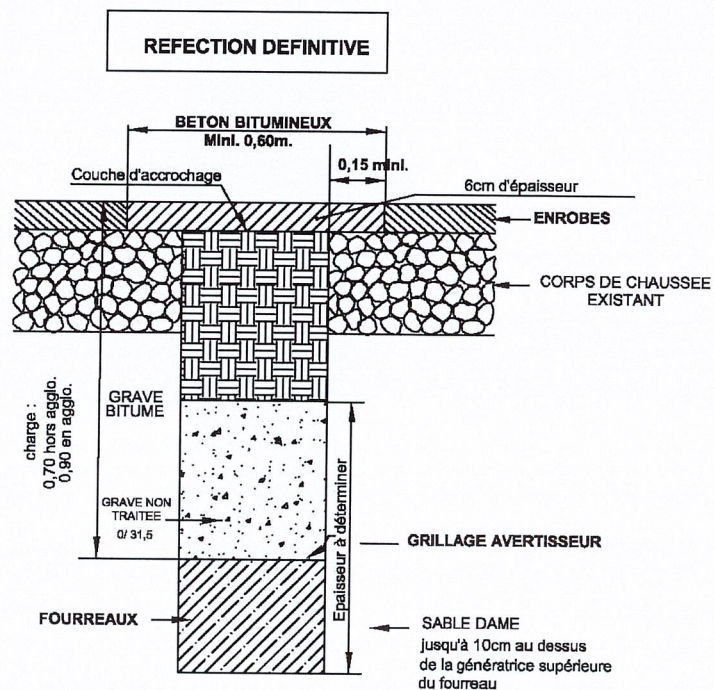 REFECTION DEFINITIVE
BETON BITUMINEUX
Mini. 0,60m.
0,15 mini.
Couche d'accrochage
6cm d'épaisseur
ENROBES
CORPS DE CHAUSSEE
EXISTANT
GRAVE
BITUME
charge :
0,70 hors agglo.
0,90 en agglo.
GRAVE NON
TRAITEE
0/ 31,5
Epaisseur à déterminer
GRILLAGE AVERTISSEUR
FOURREAUX
SABLE DAME
jusqu'à 10cm au dessus
de la génératrice supérieure
du fourreau